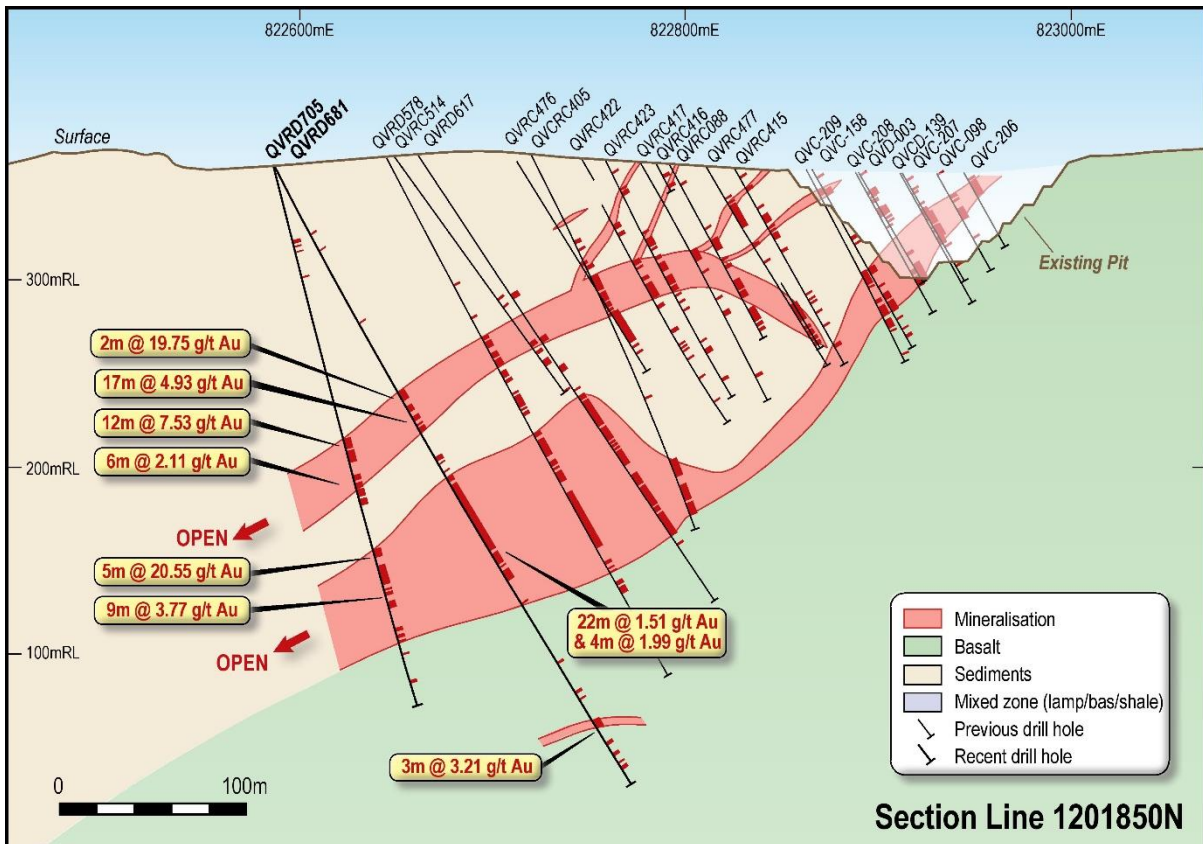 822600mE
822800mE
823000mE
Surface
QVRD705
QVRD681
QVRD578
QVRC514
QVRD617
QVRC476
QVCRC405
QVRC422
QVRC423
QVRC417
QVRC416
QVRC088
QVRC477
QVRC415
QVC-209
QVC-158
QVC-208
QVD-003
QVCD-139
QVC-207
QVC-098
QVC-206
Existing Pit
300mRL
200mRL
100mRL
2m @ 19.75 g/t Au
17m @ 4.93 g/t Au
12m @ 7.53 g/t Au
6m @ 2.11 g/t Au
OPEN
5m @ 20.55 g/t Au
9m @ 3.77 g/t Au
OPEN
22m @ 1.51 g/t Au
& 4m @ 1.99 g/t Au
3m @ 3.21 g/t Au
0
100m
Mineralisation
Basalt
Sediments
Mixed zone (lamp/bas/shale)
Previous drill hole
Recent drill hole
Section Line 1201850N